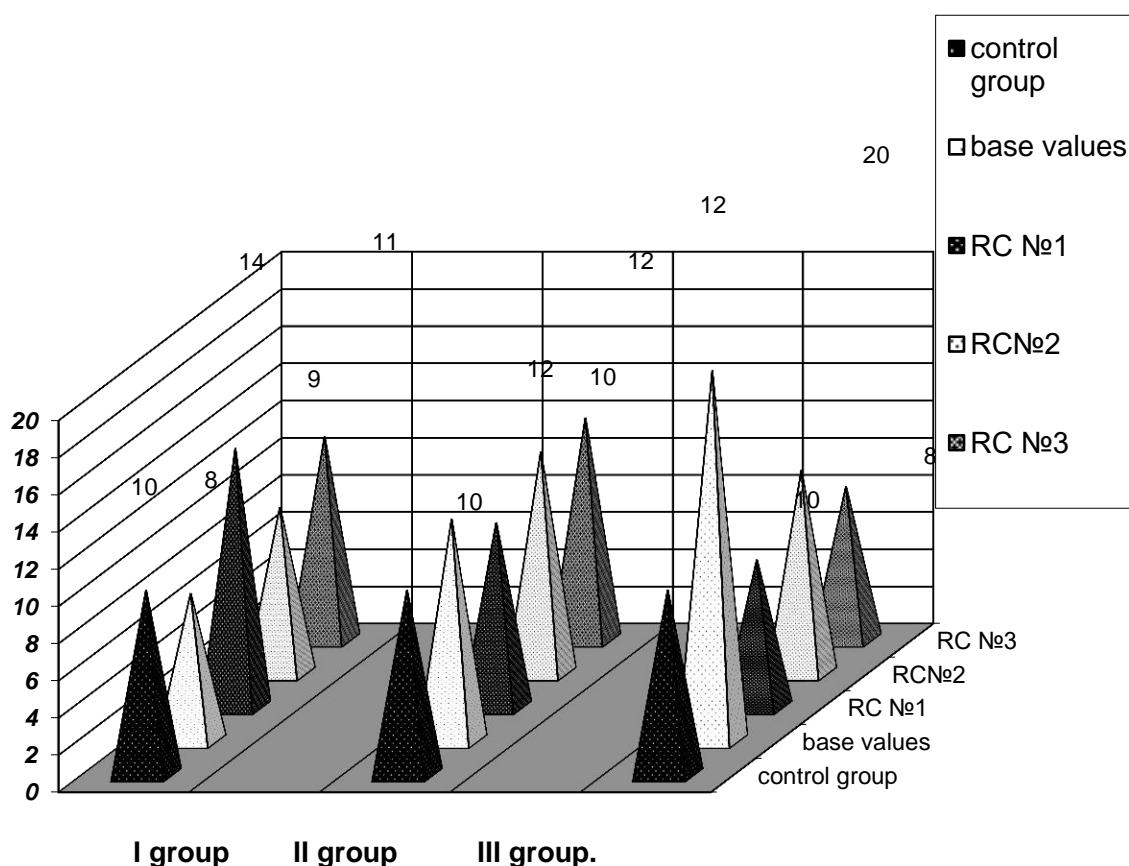 control
group
base values
RC №1
RC№2
RC №3
20
12
11
14
12
9
12
10
10
8
10
10
8
20
18
16
14
12
10
8
6
4
2
0
RC №3
RC№2
RC №1
base values
control group
I group
II group
III group.